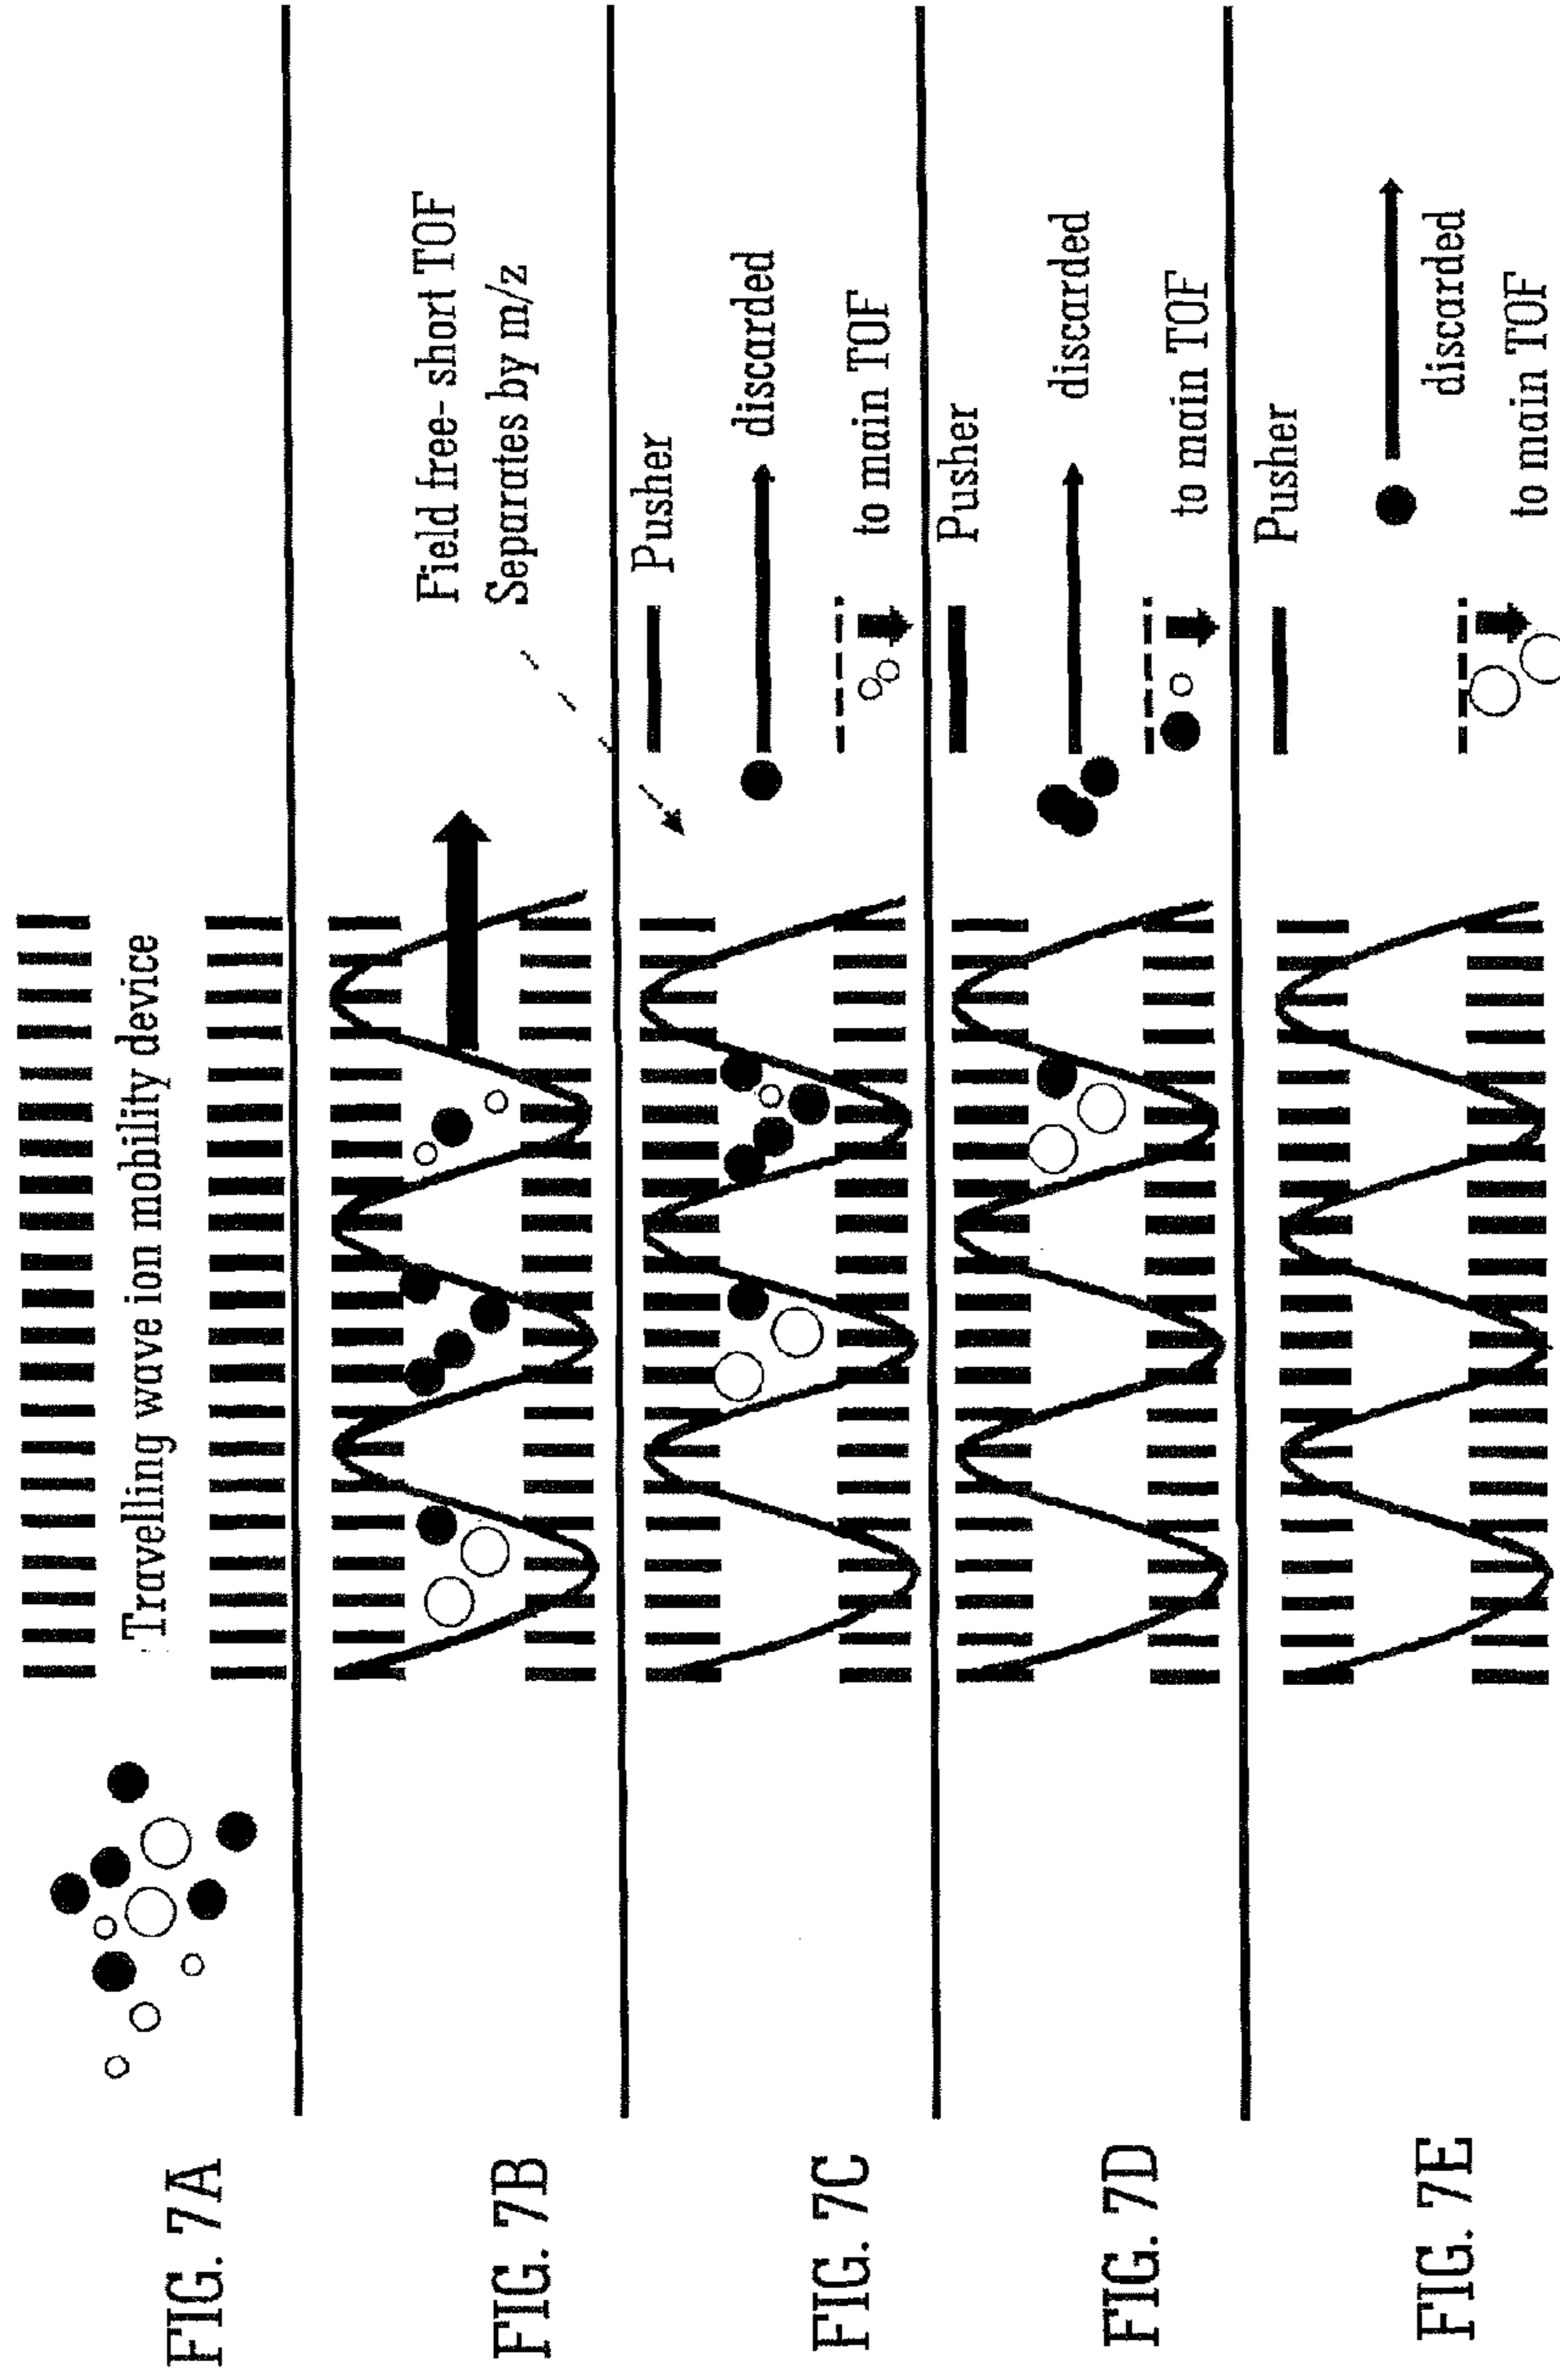 FIG. 7A
Travelling wave ion mobility device
FIG. 7B
Field free- short TOF
Separates by m/z
FIG. 7C
Pusher
discarded
to main TOF
FIG. 7D
Pusher
discarded
to main TOF
FIG. 7E
Pusher
discarded
to main TOF